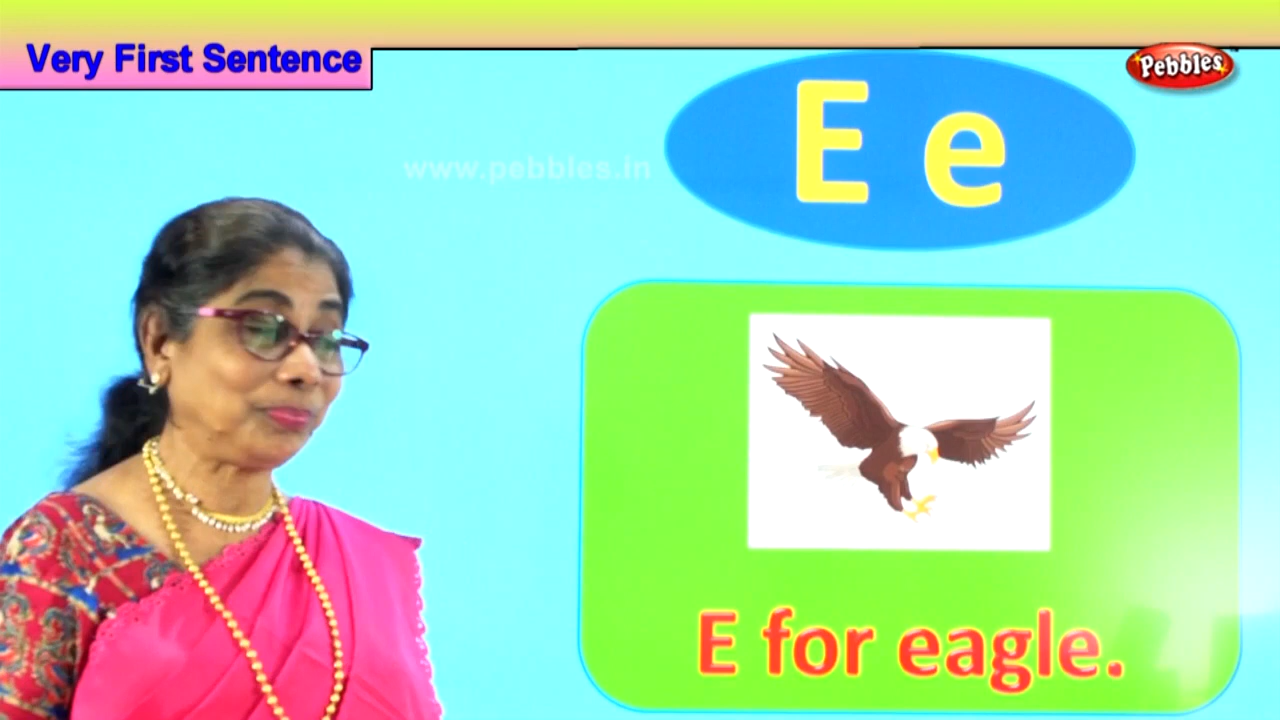 Very First Sentence
Pebbles
E e
www.pebbles.in
E for eagle.